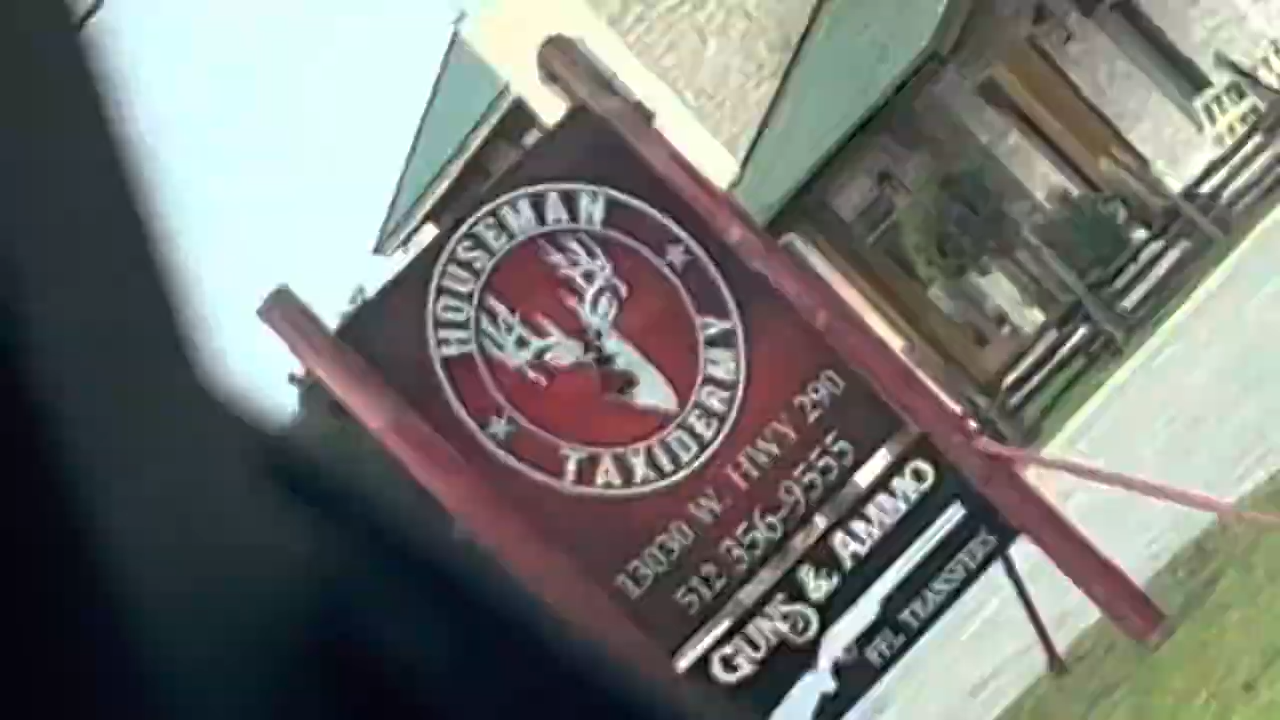 HOUSEMAN
TAXIDERMY
13030 W. HWY 290
512 356-9555
GUNS & AMMO
FFL TRANSFERS